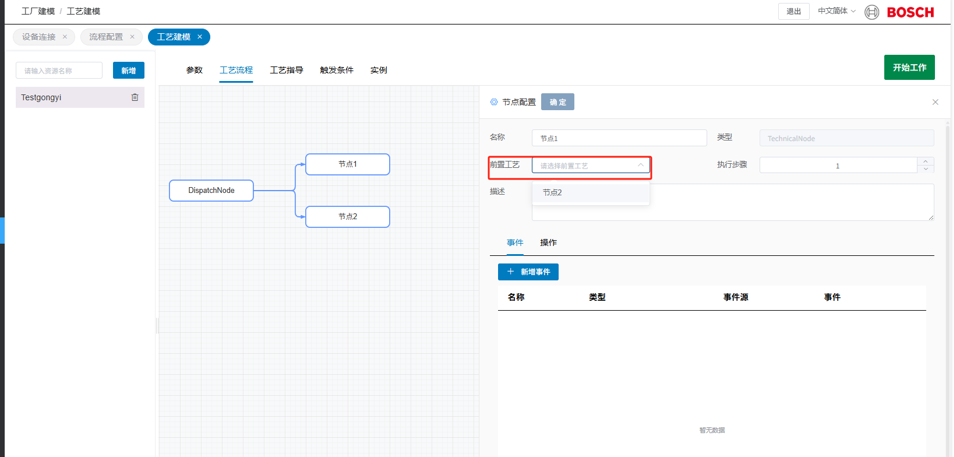 工厂建模 / 工艺建模
退出 中文简体 BOSCH
设备连接 × 流程配置 × 工艺建模 ×
请输入资源名称 新增
Testgongyi
参数 工艺流程 工艺指导 触发条件 实例
开始工作
DispatchNode
节点1
节点2
节点配置 确定
名称 节点1 类型 TechnicalNode
前置工艺 请选择前置工艺 执行步骤 1
节点2
描述
事件 操作
+ 新增事件
名称 类型 事件源 事件
暂无数据